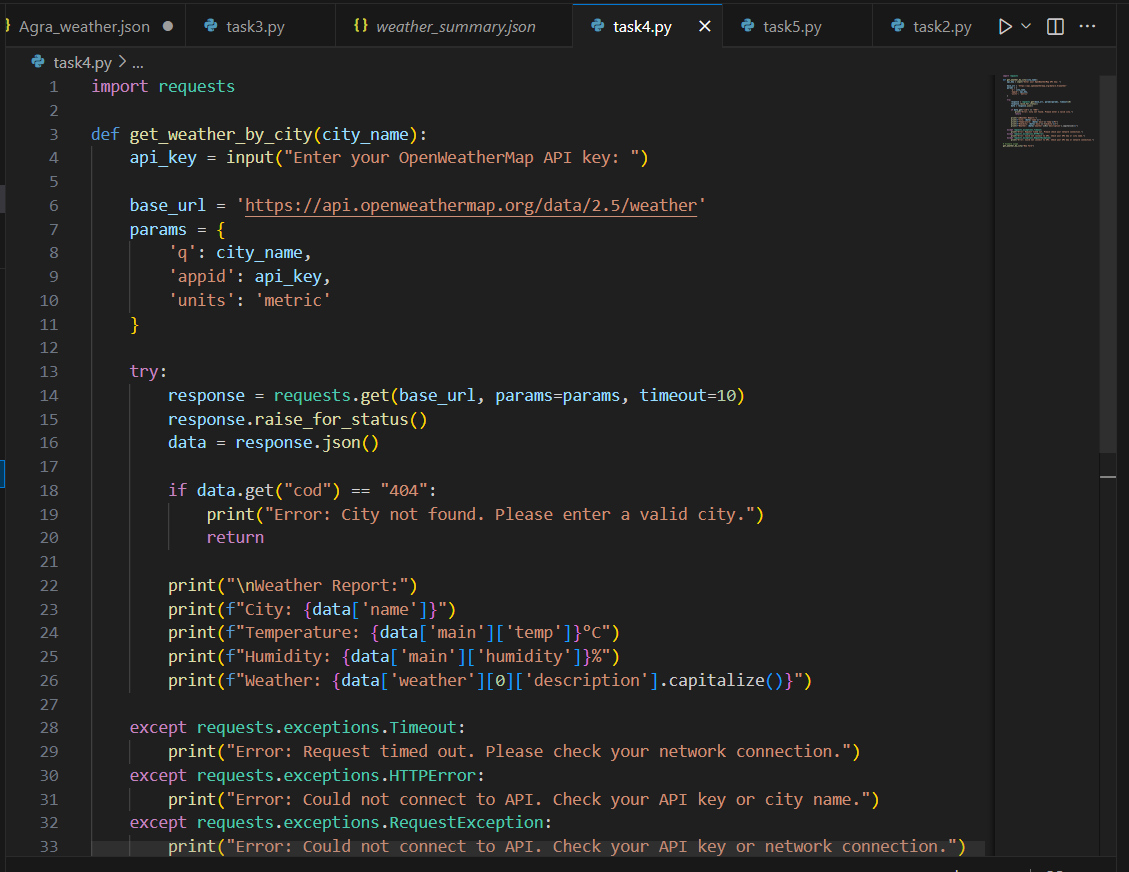 } Agra_weather.json ●
task3.py
{} weather_summary.json
task4.py ×
task5.py
task2.py
task4.py > ...
1 import requests
2
3 def get_weather_by_city(city_name):
4     api_key = input("Enter your OpenWeatherMap API key: ")
5
6     base_url = 'https://api.openweathermap.org/data/2.5/weather'
7     params = {
8         'q': city_name,
9         'appid': api_key,
10         'units': 'metric'
11     }
12
13     try:
14         response = requests.get(base_url, params=params, timeout=10)
15         response.raise_for_status()
16         data = response.json()
17
18         if data.get("cod") == "404":
19             print("Error: City not found. Please enter a valid city.")
20             return
21
22         print("\nWeather Report:")
23         print(f"City: {data['name']}")
24         print(f"Temperature: {data['main']['temp']}°C")
25         print(f"Humidity: {data['main']['humidity']}%")
26         print(f"Weather: {data['weather'][0]['description'].capitalize()}")
27
28     except requests.exceptions.Timeout:
29         print("Error: Request timed out. Please check your network connection.")
30     except requests.exceptions.HTTPError:
31         print("Error: Could not connect to API. Check your API key or city name.")
32     except requests.exceptions.RequestException:
33         print("Error: Could not connect to API. Check your API key or network connection.")